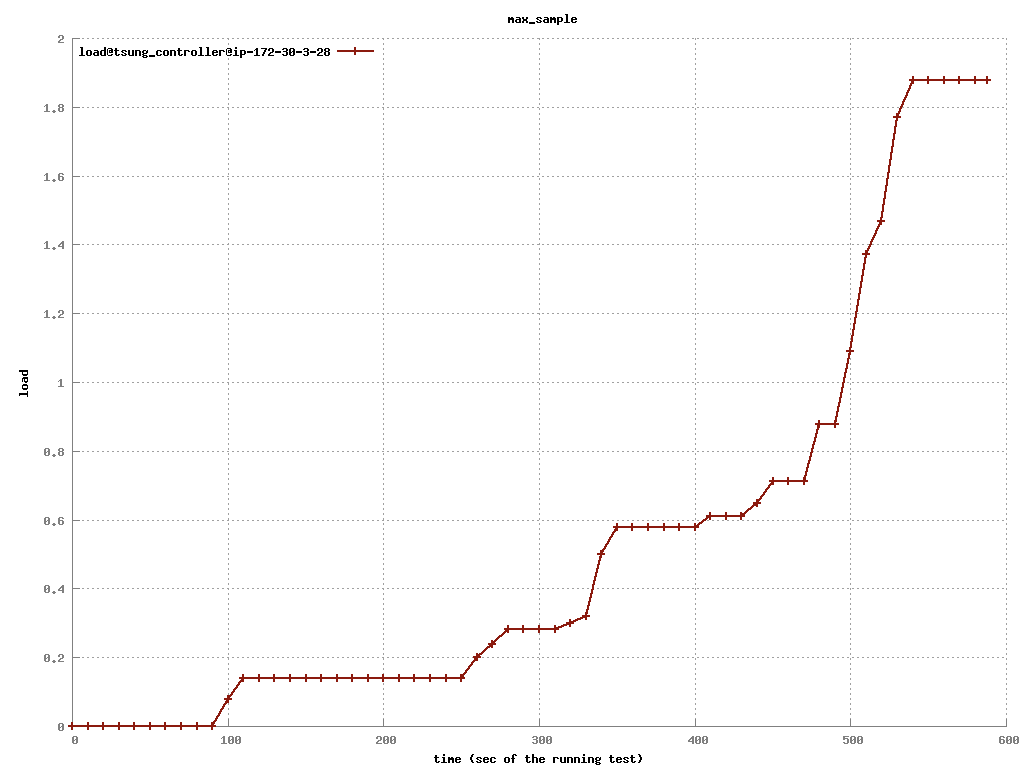 max_sample
load@tsung_controller@ip-172-30-3-28
2
1.8
1.6
1.4
1.2
1
0.8
0.6
0.4
0.2
0
load
0 100 200 300 400 500 600
time (sec of the running test)